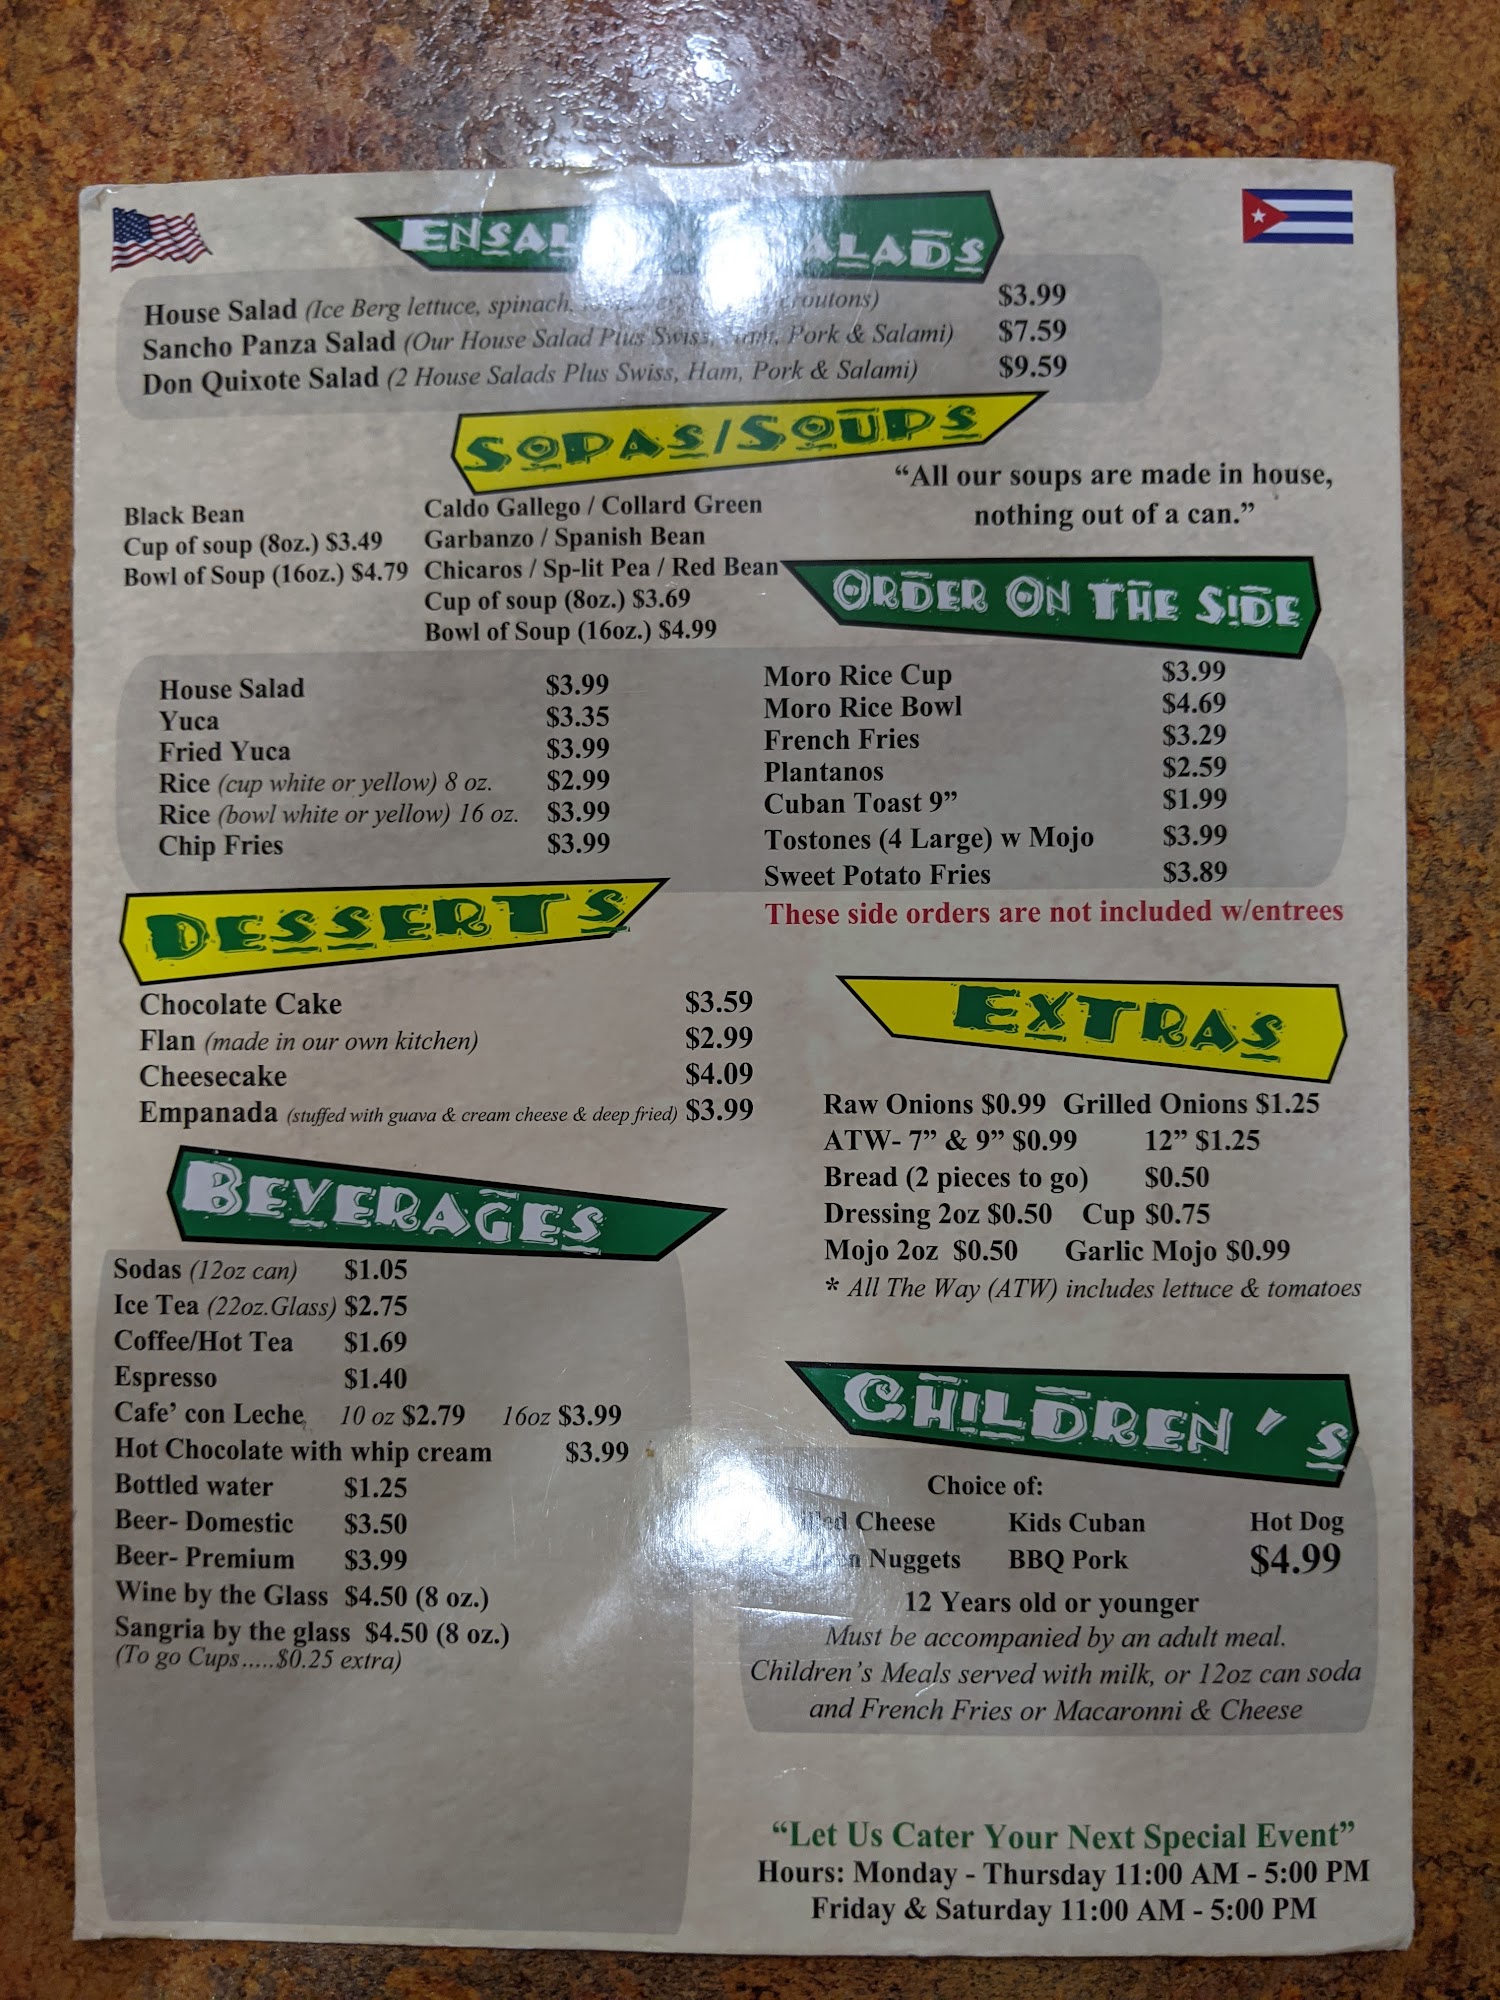 SALADS
House Salad (Ice Berg lettuce, spinach, croutons) $3.99
Sancho Panza Salad (Our House Salad Plus Swiss, Ham, Pork & Salami) $7.59
Don Quixote Salad (2 House Salads Plus Swiss, Ham, Pork & Salami) $9.59
SOPAS/SOUPS
"All our soups are made in house,
nothing out of a can."
Black Bean
Cup of soup (8oz.) $3.49
Bowl of Soup (16oz.) $4.79
Caldo Gallego / Collard Green
Garbanzo / Spanish Bean
Chicaros / Sp-lit Pea / Red Bean
Cup of soup (8oz.) $3.69
Bowl of Soup (16oz.) $4.99
ORDER ON THE SIDE
House Salad $3.99
Yuca $3.35
Fried Yuca $3.99
Rice (cup white or yellow) 8 oz. $2.99
Rice (bowl white or yellow) 16 oz. $3.99
Chip Fries $3.99
Moro Rice Cup $3.99
Moro Rice Bowl $4.69
French Fries $3.29
Plantanos $2.59
Cuban Toast 9" $1.99
Tostones (4 Large) w Mojo $3.99
Sweet Potato Fries $3.89
These side orders are not included w/entrees
DESSERTS
Chocolate Cake $3.59
Flan (made in our own kitchen) $2.99
Cheesecake $4.09
Empanada (stuffed with guava & cream cheese & deep fried) $3.99
EXTRAS
Raw Onions $0.99 Grilled Onions $1.25
ATW- 7" & 9" $0.99 12" $1.25
Bread (2 pieces to go) $0.50
Dressing 2oz $0.50 Cup $0.75
Mojo 2oz $0.50 Garlic Mojo $0.99
* All The Way (ATW) includes lettuce & tomatoes
BEVERAGES
Sodas (12oz can) $1.05
Ice Tea (22oz.Glass) $2.75
Coffee/Hot Tea $1.69
Espresso $1.40
Cafe' con Leche 10 oz $2.79 16oz $3.99
Hot Chocolate with whip cream $3.99
Bottled water $1.25
Beer- Domestic $3.50
Beer- Premium $3.99
Wine by the Glass $4.50 (8 oz.)
Sangria by the glass $4.50 (8 oz.)
(To go Cups.....$0.25 extra)
CHILDREN'S
Choice of:
Cheese Kids Cuban Hot Dog
Nuggets BBQ Pork $4.99
12 Years old or younger
Must be accompanied by an adult meal.
Children's Meals served with milk, or 12oz can soda
and French Fries or Macaronni & Cheese
"Let Us Cater Your Next Special Event"
Hours: Monday - Thursday 11:00 AM - 5:00 PM
Friday & Saturday 11:00 AM - 5:00 PM